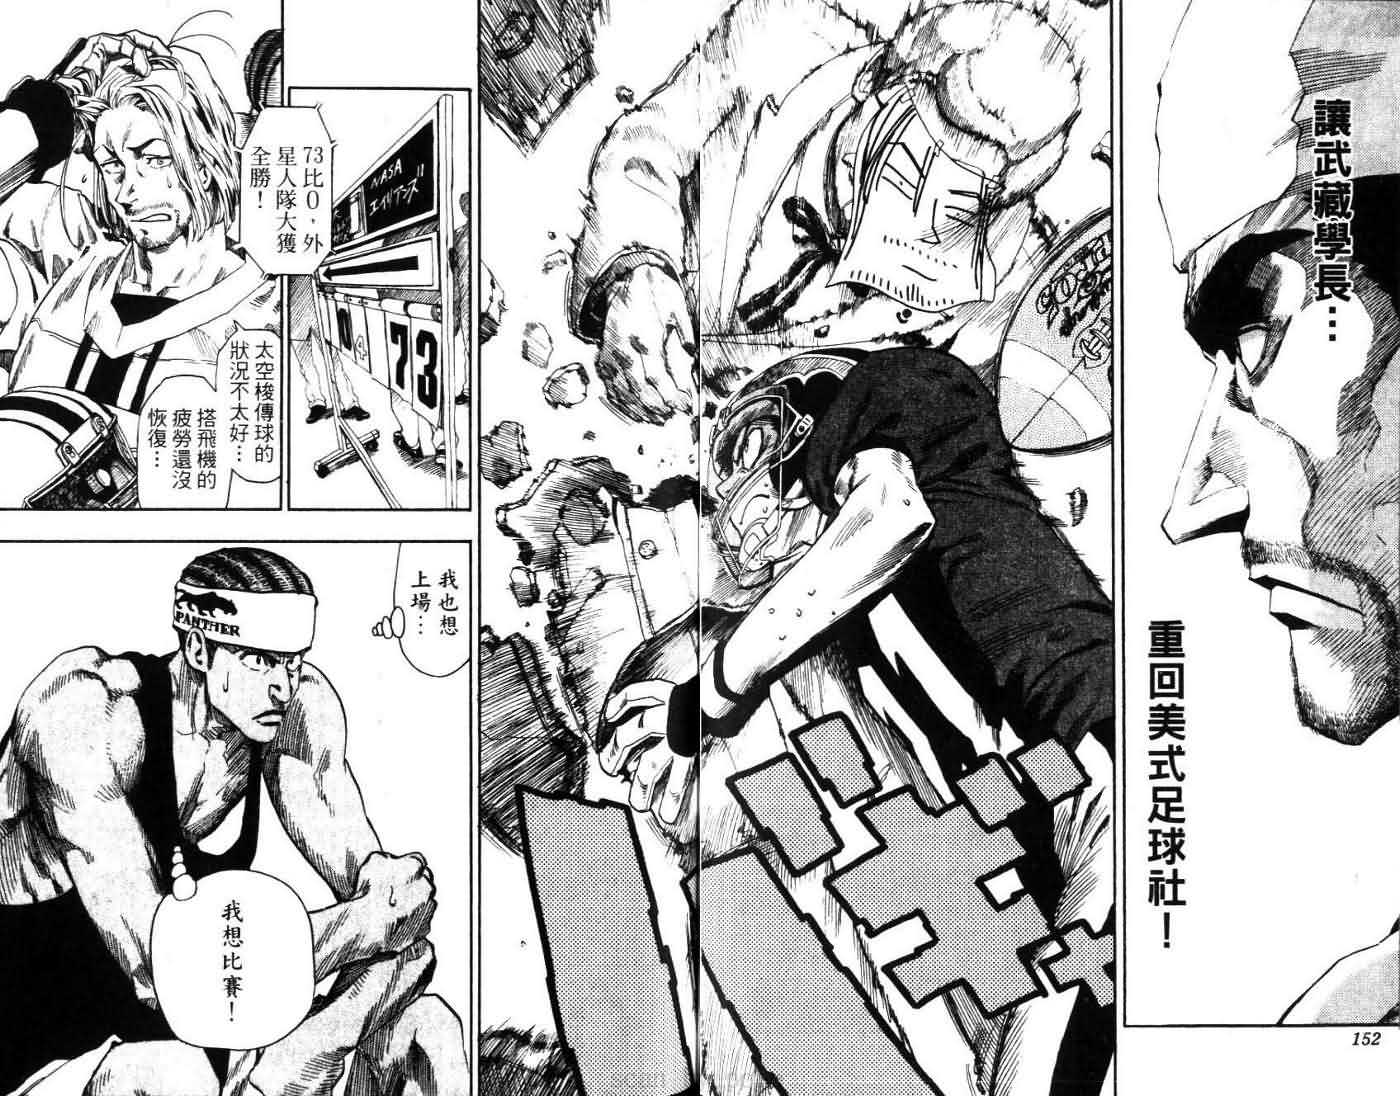 讓武藏學長…
重回美式足球社！
152
NASA
エイリアンズ
73
73比0，外
星人隊大獲
全勝！
太空梭傳球的
狀況不太好…
搭飛機的
疲勞還沒
恢復…
我也想
上場…
PANTHER
我想比賽！